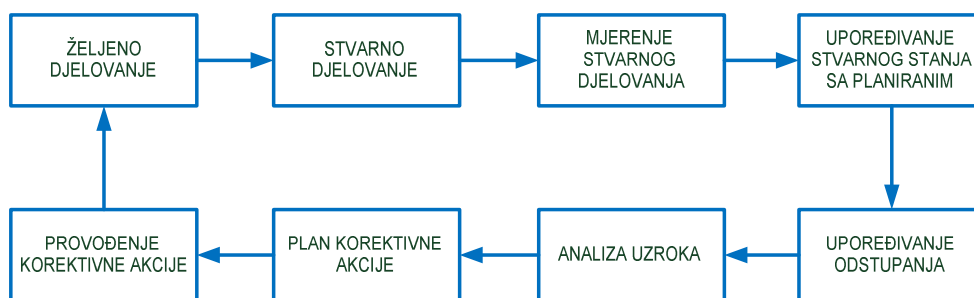 ŽELJENO
DJELOVANJE
STVARNO
DJELOVANJE
MJERENJE
STVARNOG
DJELOVANJA
UPOREĐIVANJE
STVARNOG STANJA
SA PLANIRANIM
PROVOĐENJE
KOREKTIVNE AKCIJE
PLAN KOREKTIVNE
AKCIJE
ANALIZA UZROKA
UPOREĐIVANJE
ODSTUPANJA